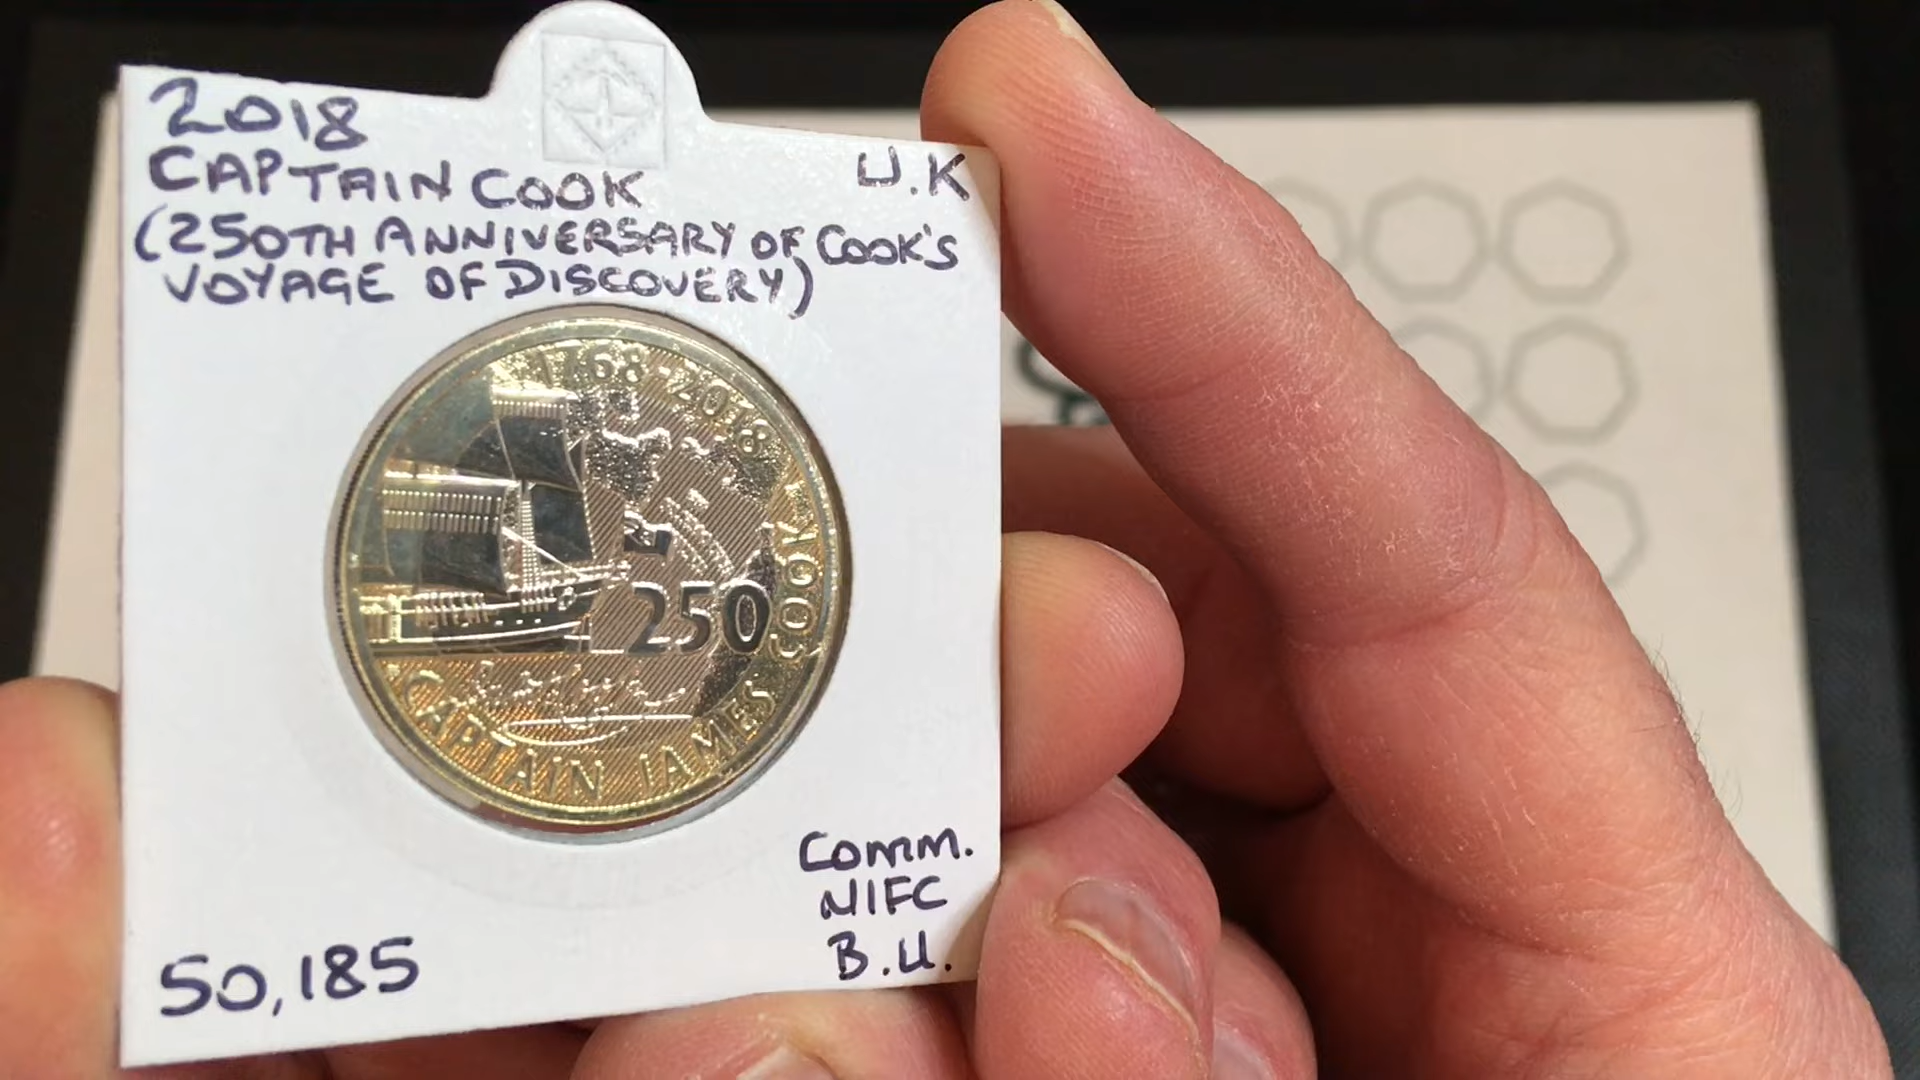 2018
CAPTAIN COOK
U.K
(250TH ANNIVERSARY OF COOK'S
VOYAGE OF DISCOVERY)
1768-2018
250
CAPTAIN JAMES COOK
Comm.
NIFC
B.U.
50,185